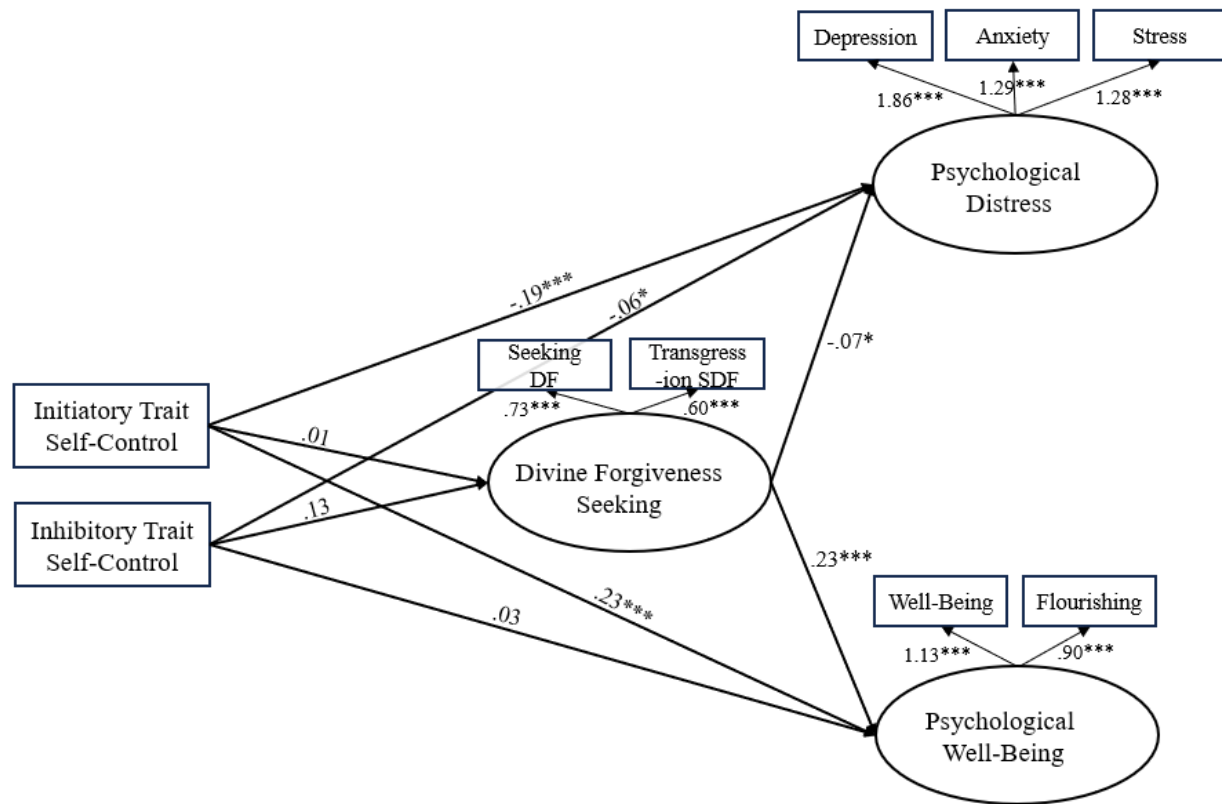 Depression
Anxiety
Stress
1.86***
1.29***
1.28***
Psychological
Distress
-.19***
-.06*
-.07*
Seeking
DF
Transgress
-ion SDF
.73***
.60***
Initiatory Trait
Self-Control
.01
Divine Forgiveness
Seeking
Inhibitory Trait
Self-Control
.13
.23***
.23***
.03
Well-Being
Flourishing
1.13***
.90***
Psychological
Well-Being